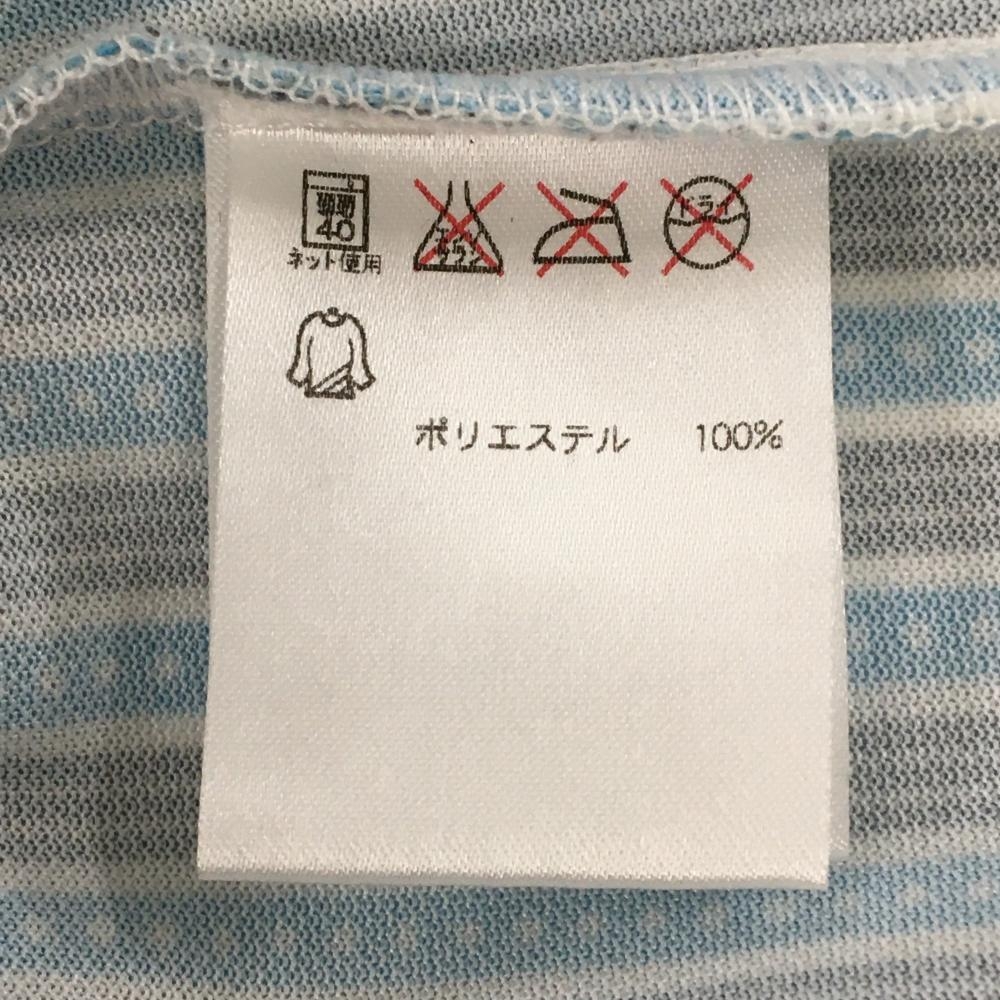 弱
40
ネット使用
エンソ
サラシ
ドライ
ポリエステル 100%